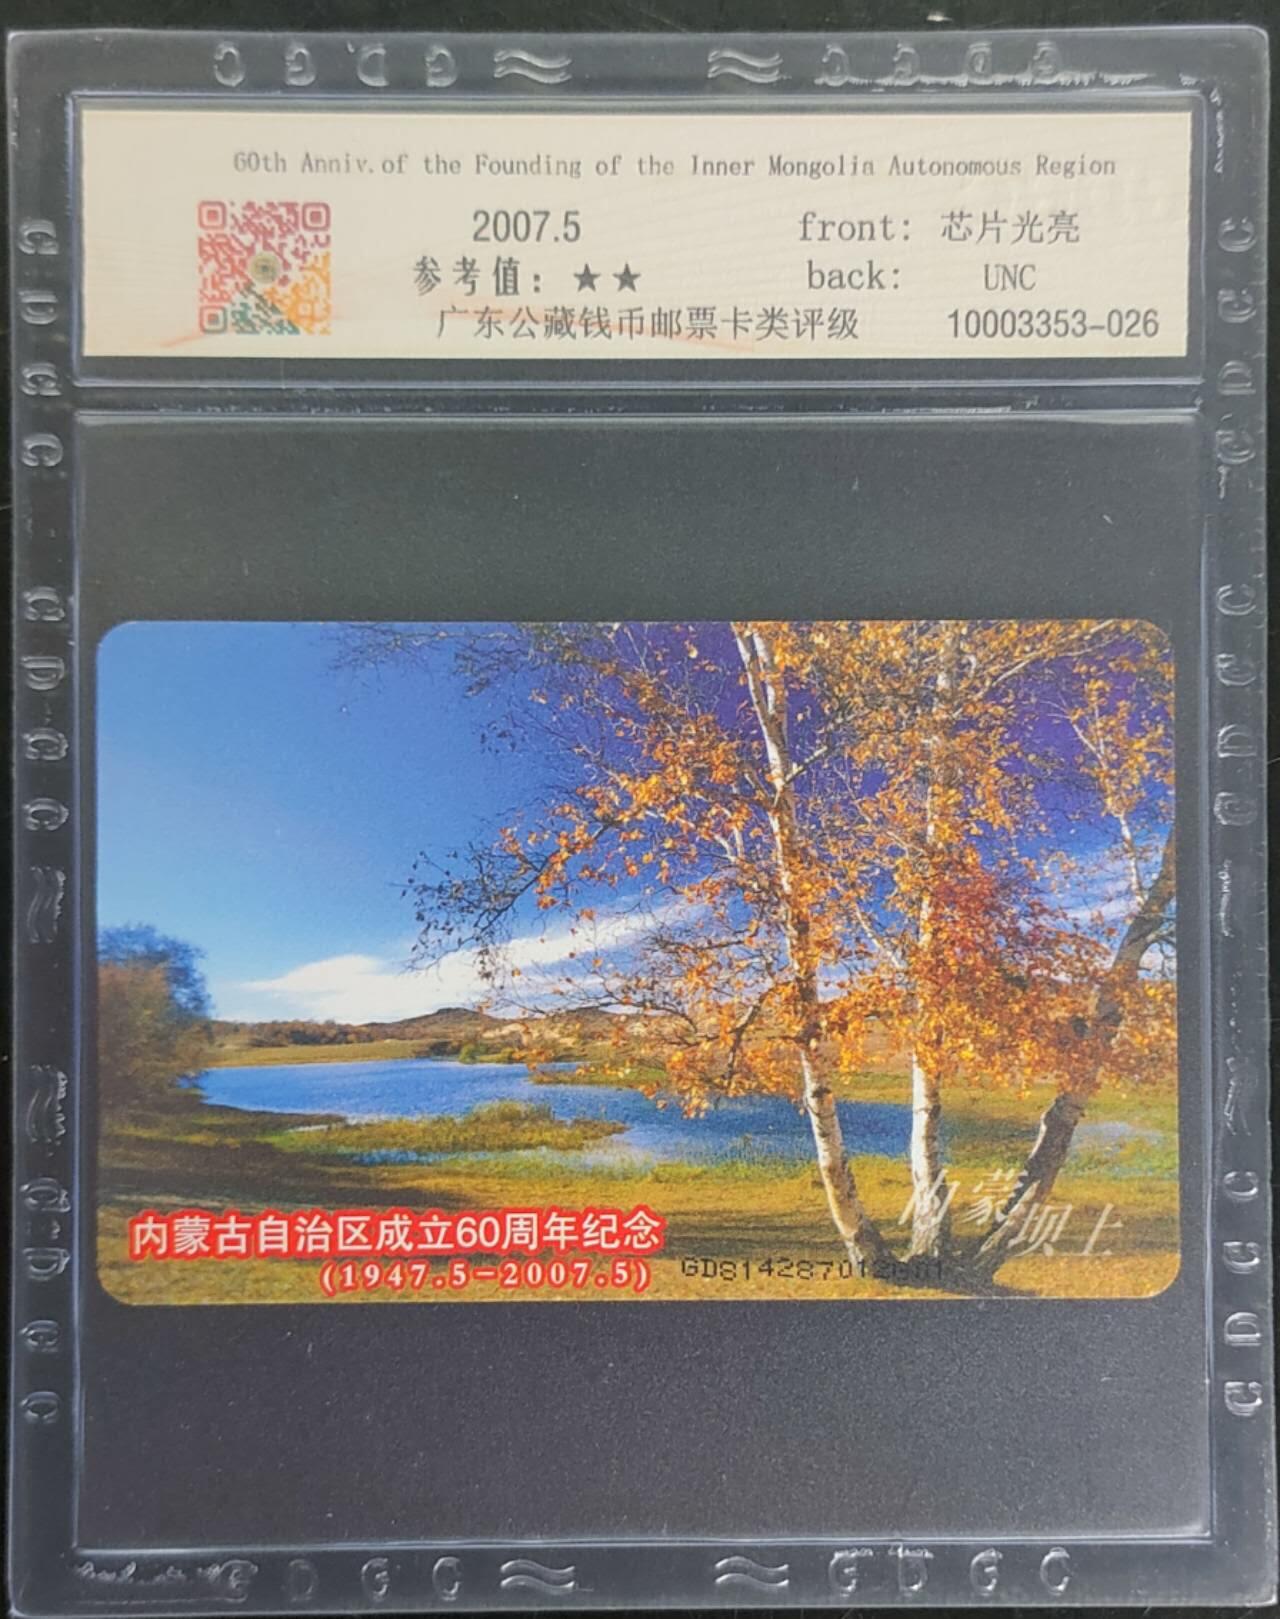 60th Anniv. of the Founding of the Inner Mongolia Autonomous Region
2007.5 front: 芯片光亮
参考值：★★ back: UNC
广东公藏钱币邮票卡类评级 10003353-026
内蒙古自治区成立60周年纪念
(1947.5-2007.5)
内蒙
坝上